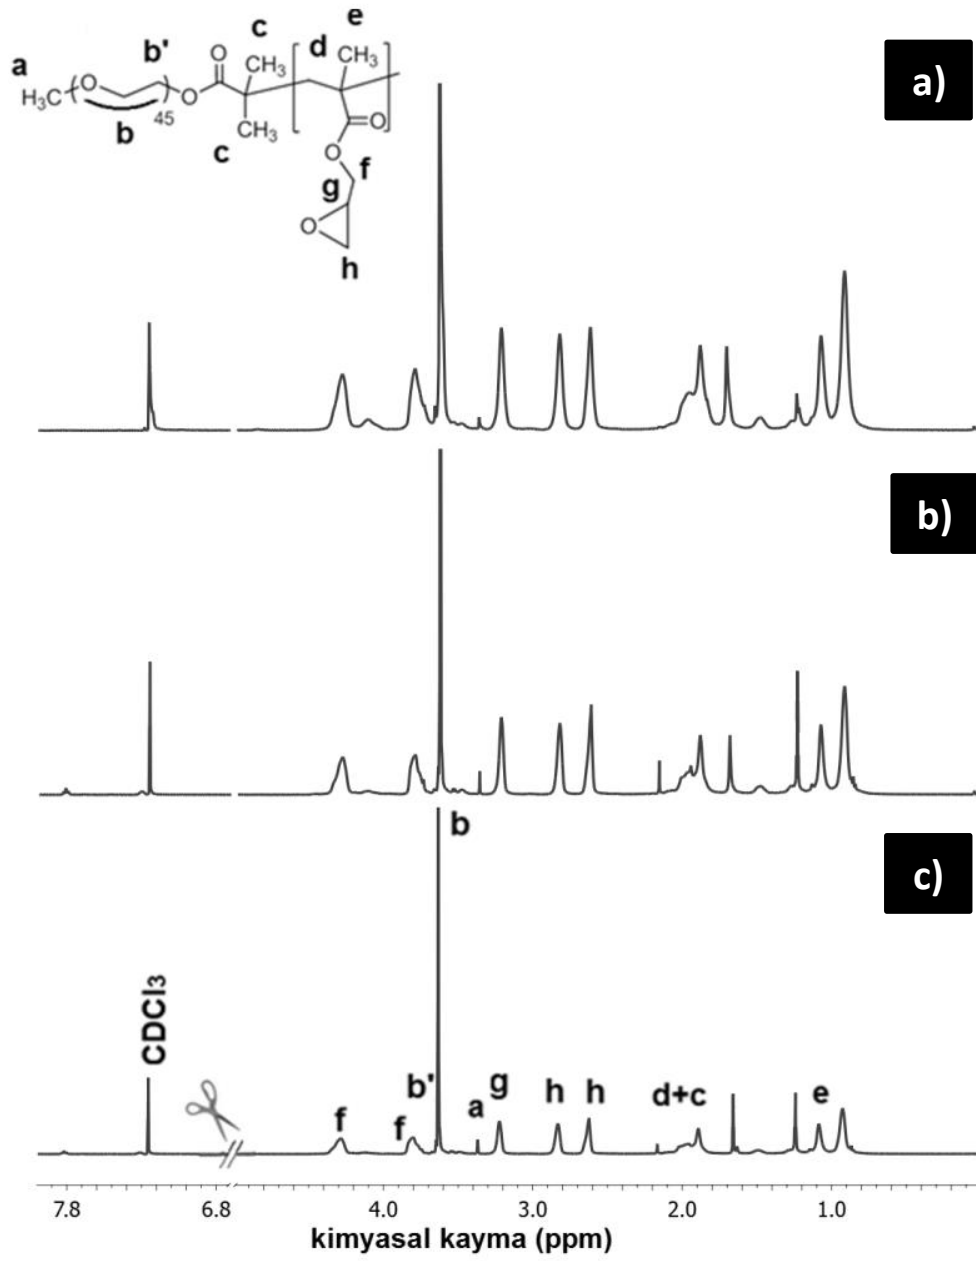 a
b'
c
d
e
H3C
O
45
O
O
CH3
CH3
CH3
b
c
O
O
f
g
O
h
a)
b)
c)
CDCl3
f
f
b'
b
a
g
h
h
d+c
e
7.8
6.8
4.0
3.0
2.0
1.0
kimyasal kayma (ppm)